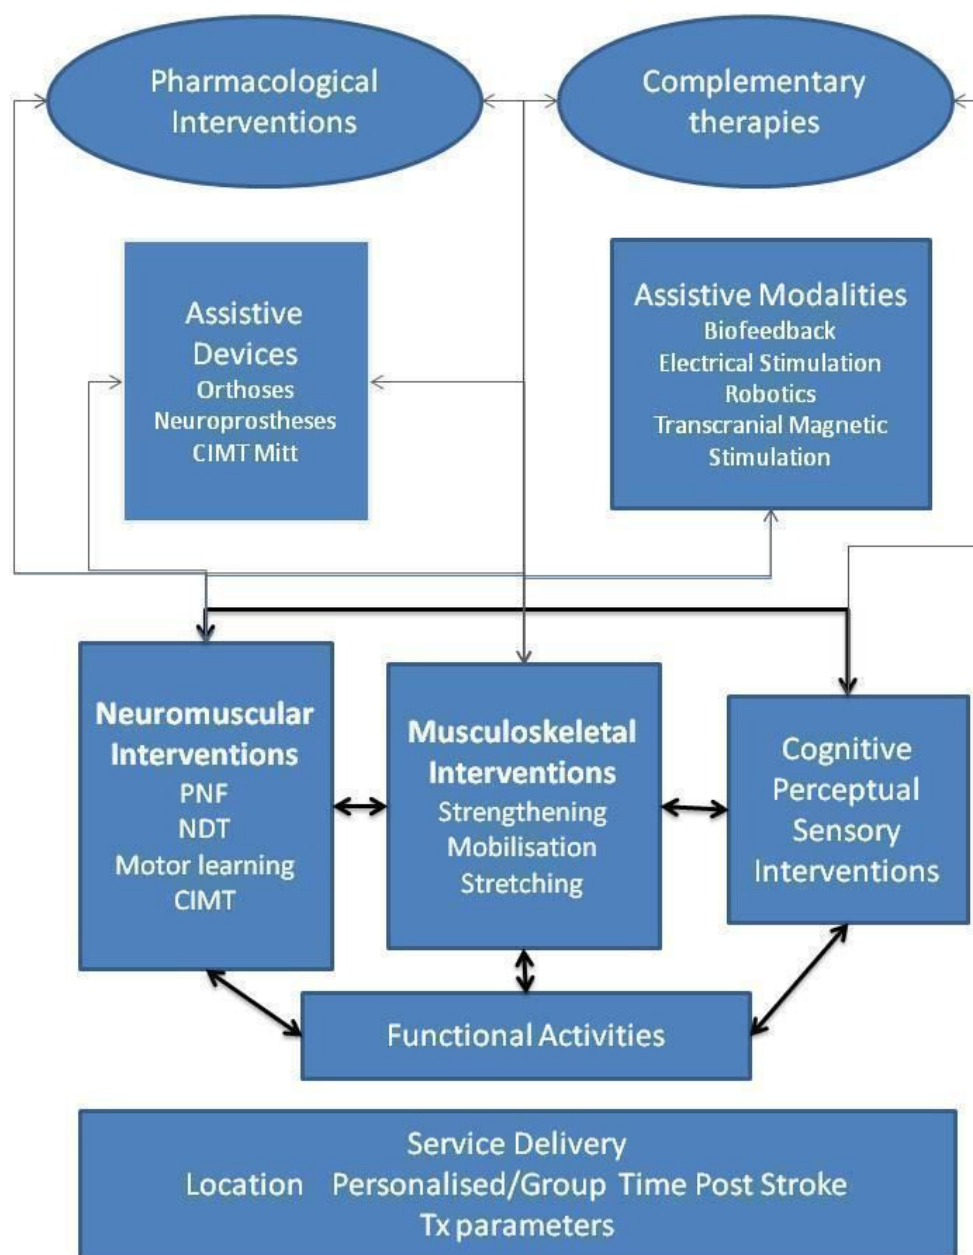 Pharmacological
Interventions
Complementary
therapies
Assistive
Devices
Orthoses
Neuroprostheses
CIMT Mitt
Assistive Modalities
Biofeedback
Electrical Stimulation
Robotics
Transcranial Magnetic
Stimulation
Neuromuscular
Interventions
PNF
NDT
Motor learning
CIMT
Musculoskeletal
Interventions
Strengthening
Mobilisation
Stretching
Cognitive
Perceptual
Sensory
Interventions
Functional Activities
Service Delivery
Location Personalised/Group Time Post Stroke
Tx parameters